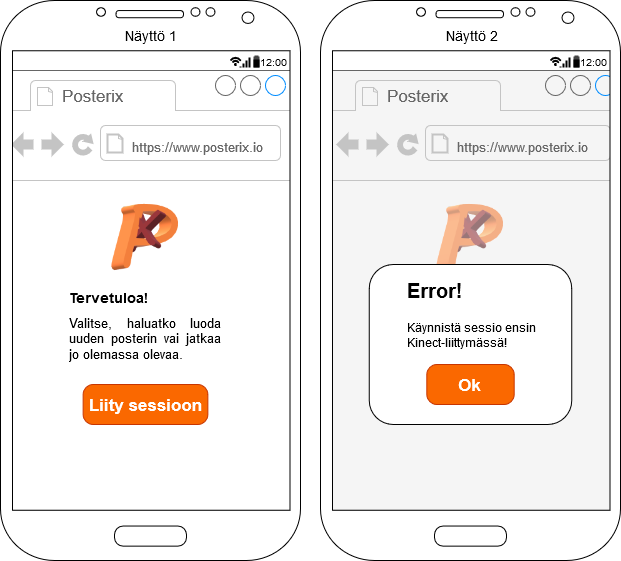 Näyttö 1
12:00
Posterix
https://www.posterix.io
Tervetuloa!
Valitse, haluatko luoda
uuden posterin vai jatkaa
jo olemassa olevaa.
Liity sessioon
Näyttö 2
12:00
Posterix
https://www.posterix.io
Error!
Käynnistä sessio ensin
Kinect-liittymässä!
Ok